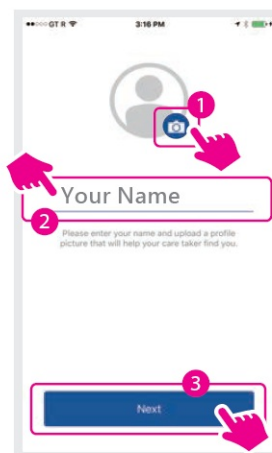 GT R 3:16 PM
1
Your Name
2
Please enter your name and upload a profile
picture that will help your care taker find you.
3
Next